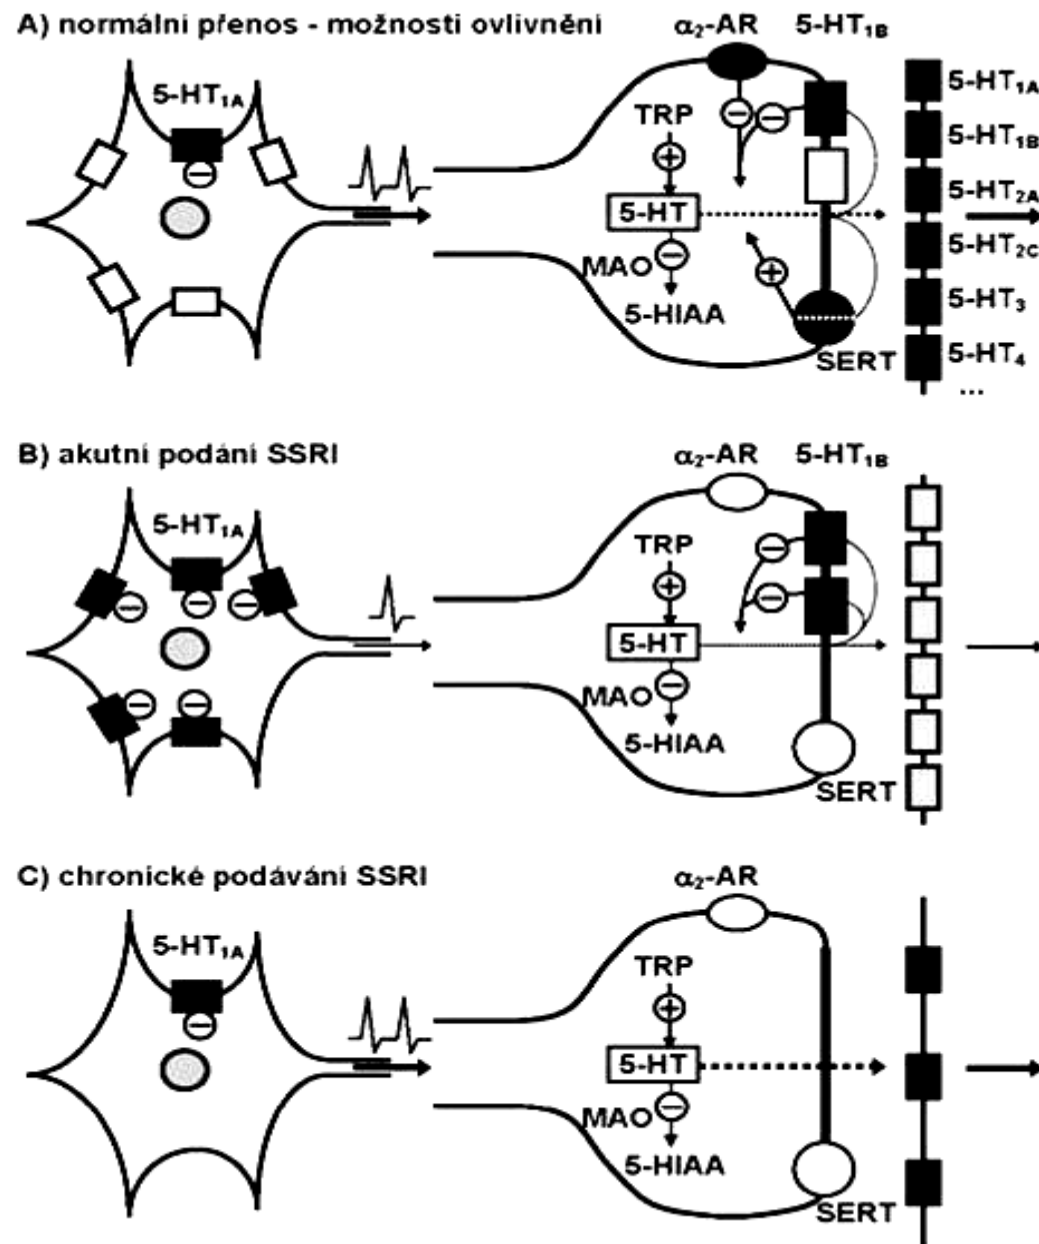 A) normální přenos - možnosti ovlivnění
α₂-AR 5-HT₁B
5-HT₁A
TRP
5-HT
MAO
5-HIAA
SERT
5-HT₁A
5-HT₁B
5-HT₂A
5-HT₂C
5-HT₃
5-HT₄
...
B) akutní podání SSRI
α₂-AR 5-HT₁B
5-HT₁A
TRP
5-HT
MAO
5-HIAA
SERT
C) chronické podávání SSRI
α₂-AR
5-HT₁A
TRP
5-HT
MAO
5-HIAA
SERT